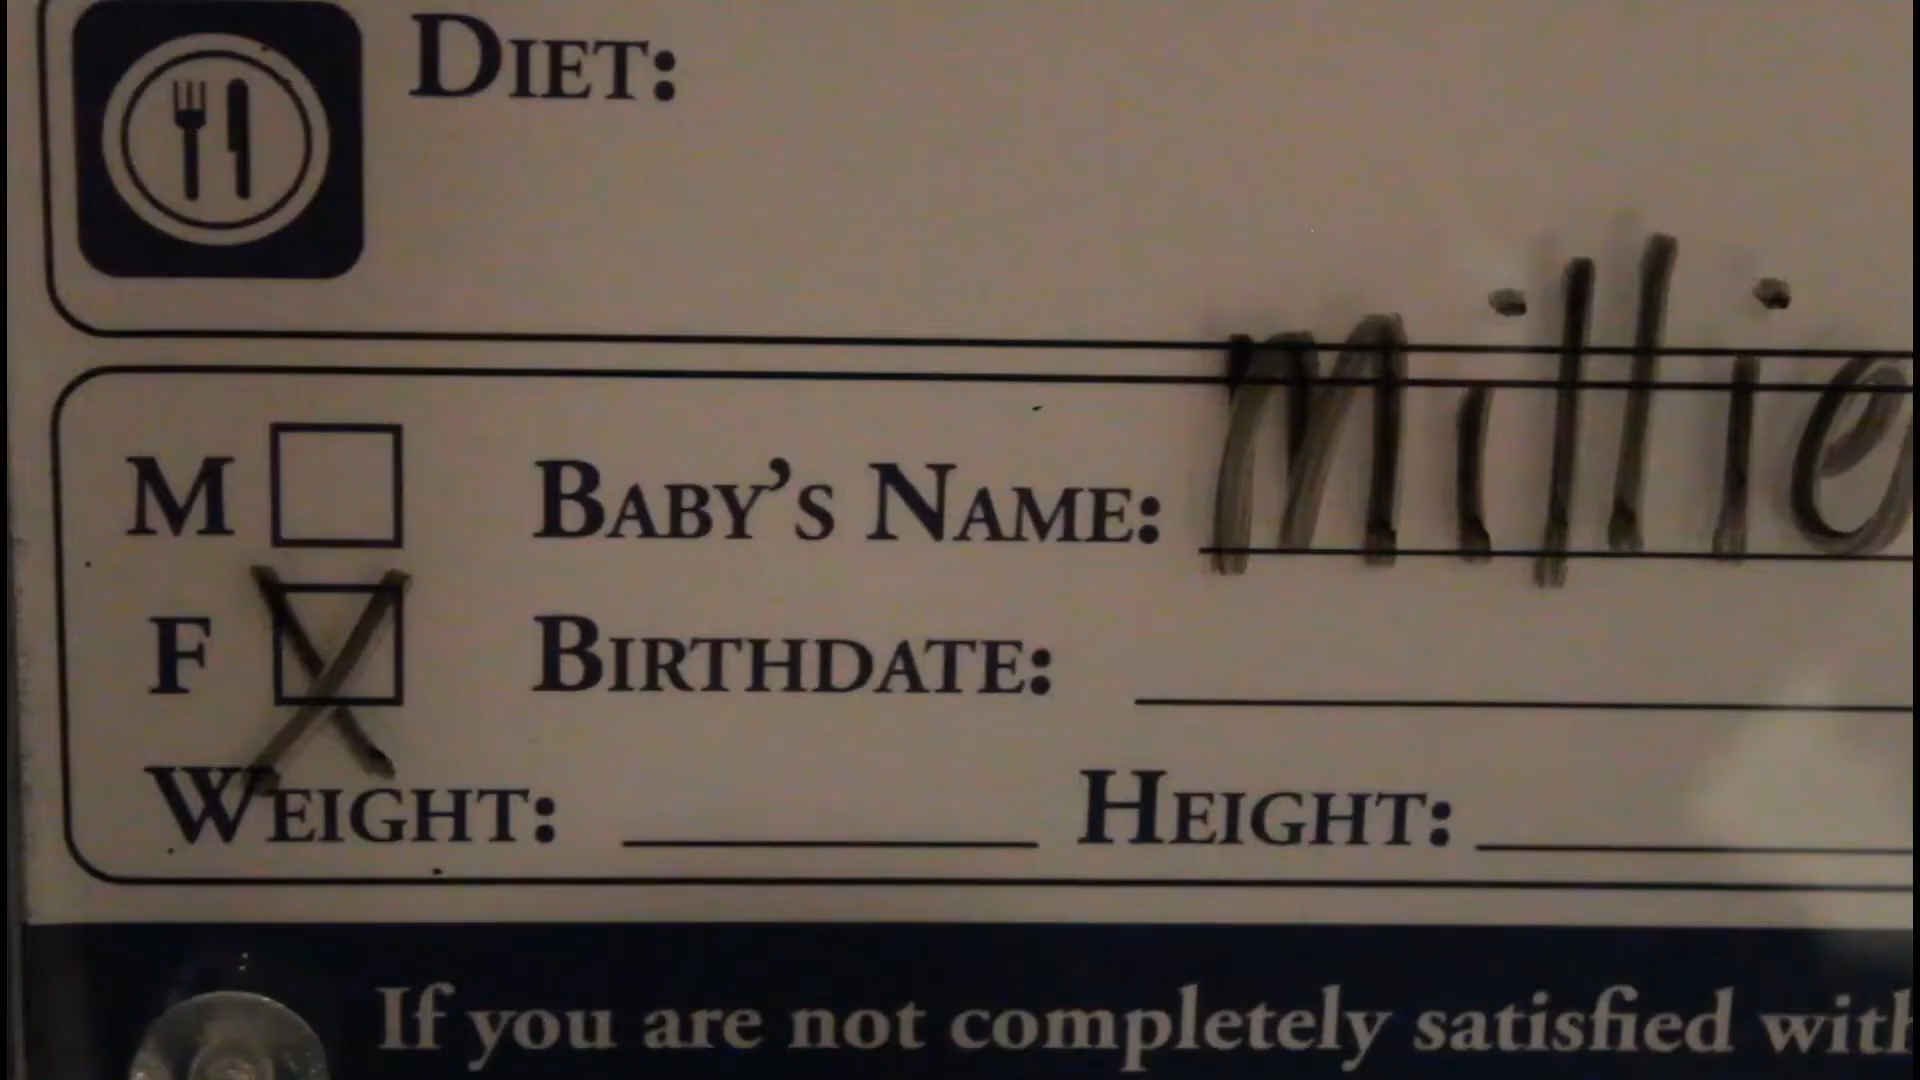 DIET:
M BABY'S NAME: Millie
F X BIRTHDATE:
WEIGHT: HEIGHT:
If you are not completely satisfied with